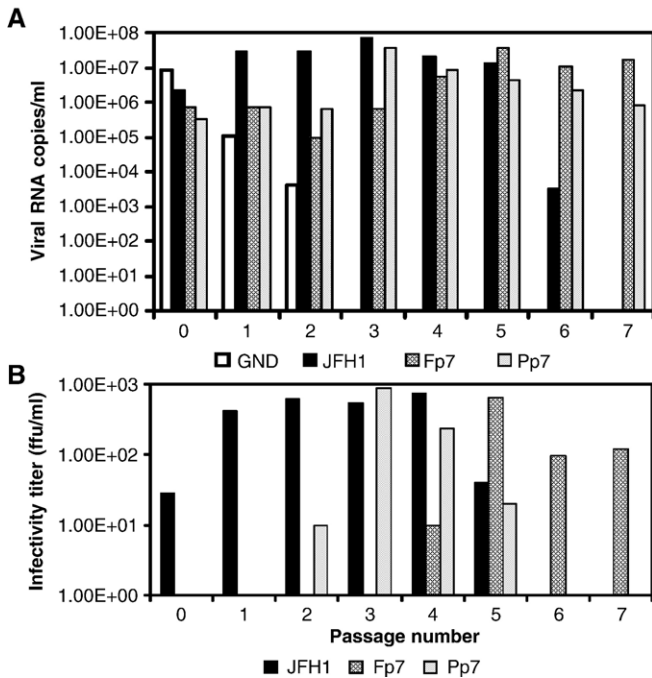 A
Viral RNA copies/ml
1.00E+08
1.00E+07
1.00E+06
1.00E+05
1.00E+04
1.00E+03
1.00E+02
1.00E+01
1.00E+00
0 1 2 3 4 5 6 7
GND JFH1 Fp7 Pp7
B
Infectivity titer (ffu/ml)
1.00E+03
1.00E+02
1.00E+01
1.00E+00
0 1 2 3 4 5 6 7
Passage number
JFH1 Fp7 Pp7